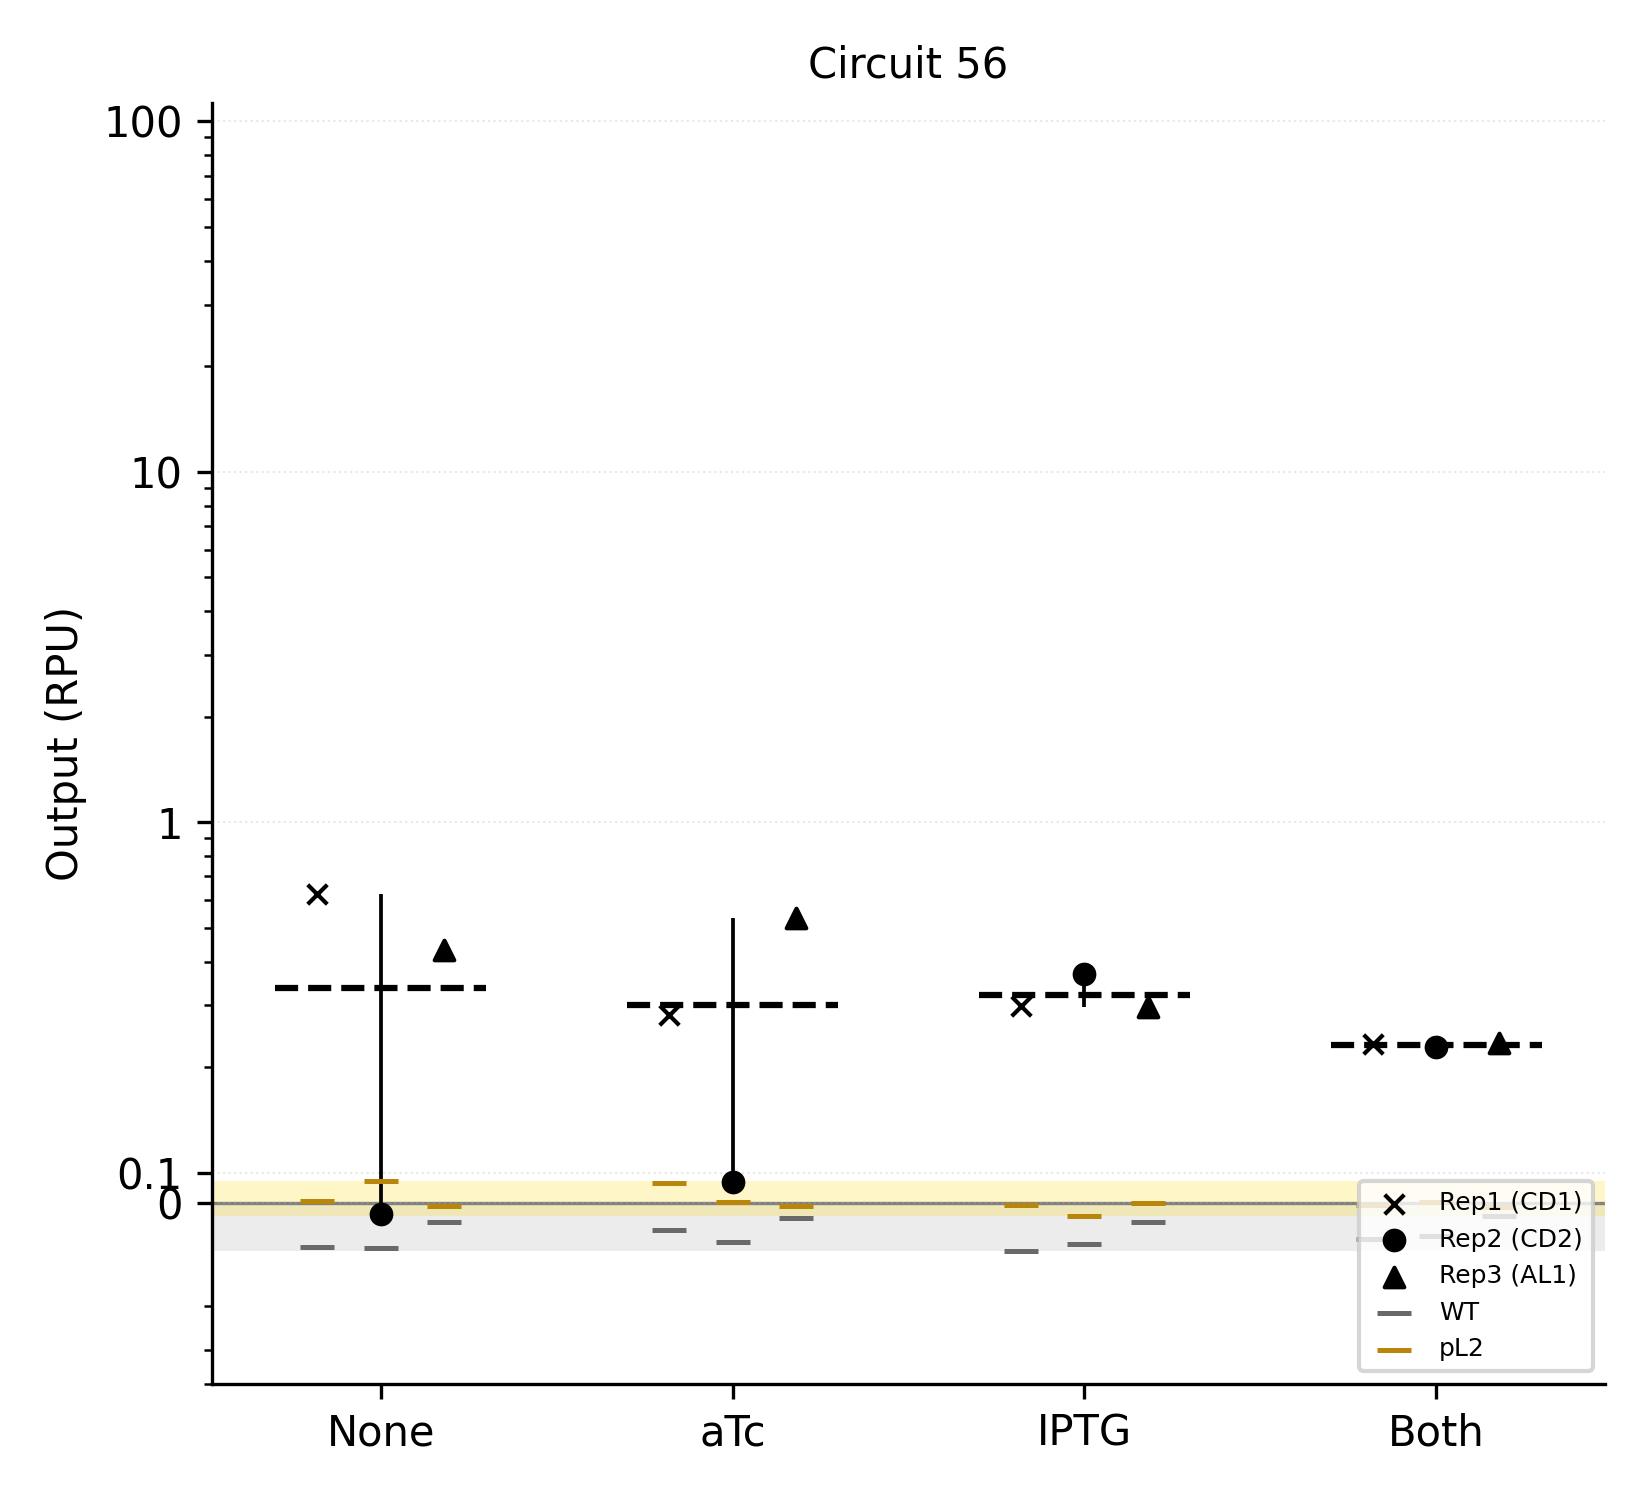 Circuit 56
Output (RPU)
100
10
1
0.1
0
None
aTc
IPTG
Both
Rep1 (CD1)
Rep2 (CD2)
Rep3 (AL1)
WT
pL2